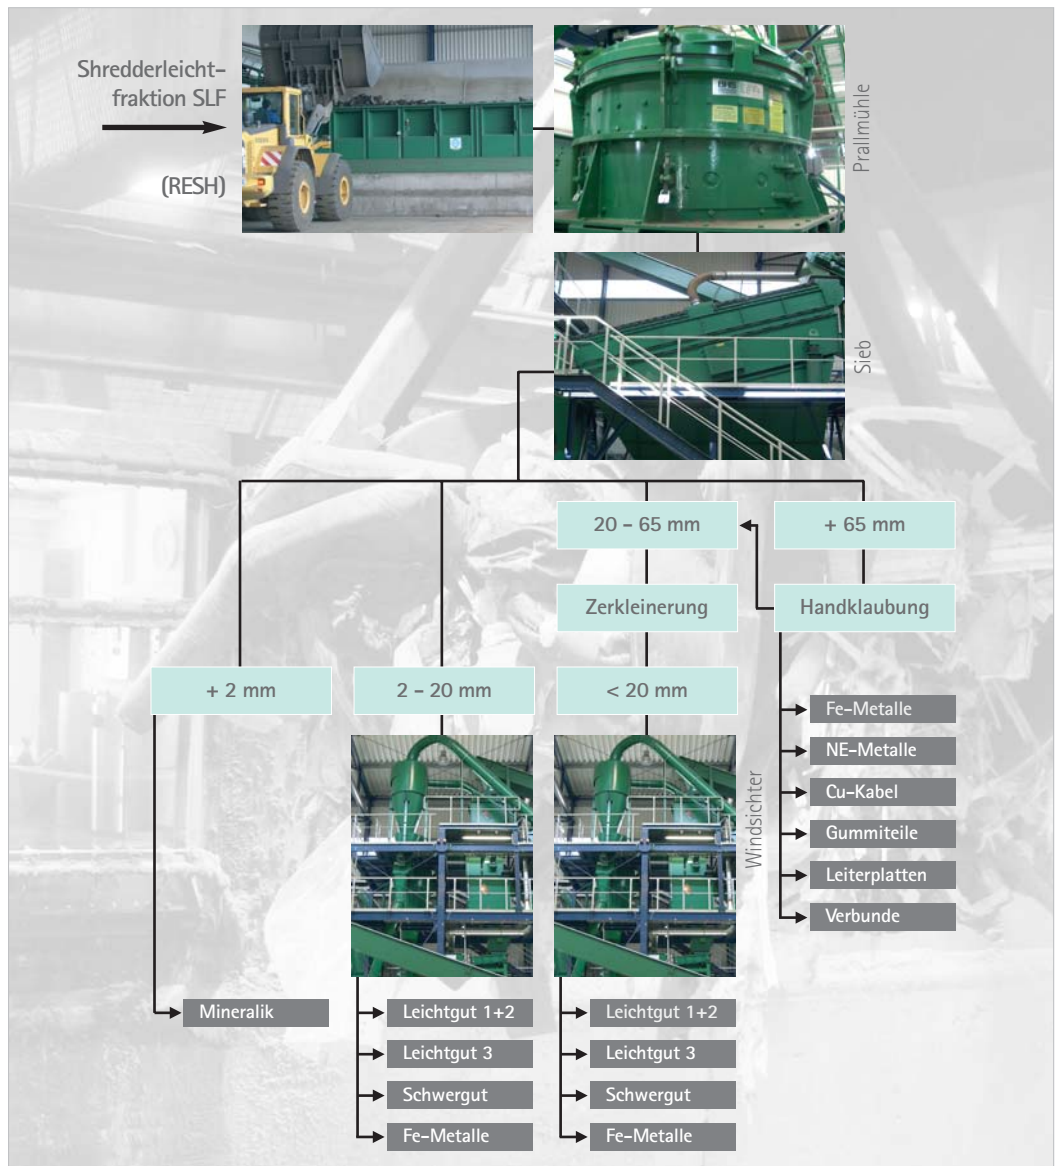 Shredderleicht-
fraktion SLF
(RESH)
Prallmühle
Sieb
20 - 65 mm
+ 65 mm
Zerkleinerung
Handklaubung
+ 2 mm
2 - 20 mm
< 20 mm
Windsichter
Fe-Metalle
NE-Metalle
Cu-Kabel
Gummiteile
Leiterplatten
Verbunde
Mineralik
Leichtgut 1+2
Leichtgut 3
Schwergut
Fe-Metalle
Leichtgut 1+2
Leichtgut 3
Schwergut
Fe-Metalle